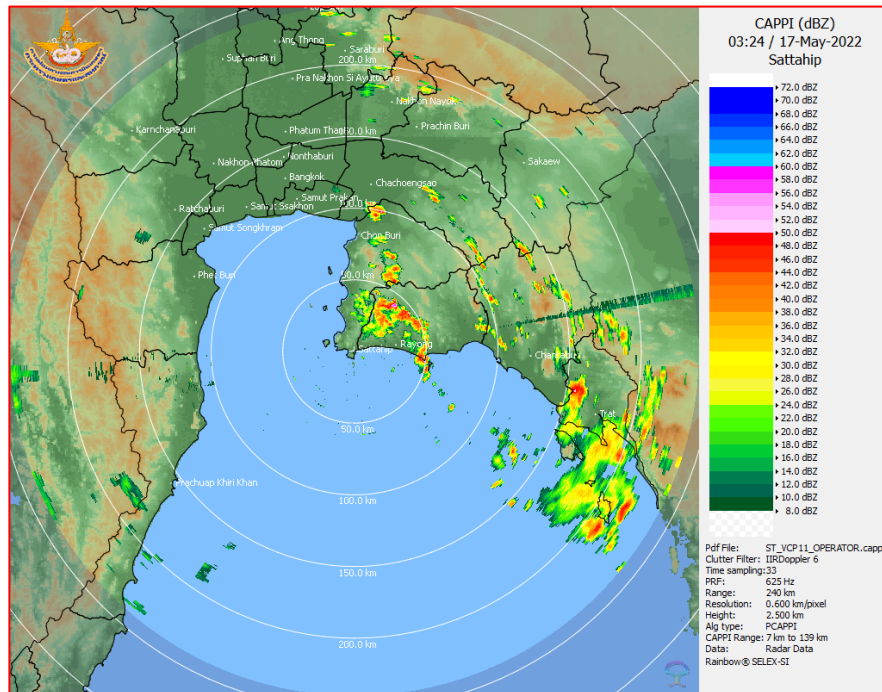 CAPPI (dBZ)
03:24 / 17-May-2022
Sattahip
72.0 dBZ
70.0 dBZ
68.0 dBZ
66.0 dBZ
64.0 dBZ
62.0 dBZ
60.0 dBZ
58.0 dBZ
56.0 dBZ
54.0 dBZ
52.0 dBZ
50.0 dBZ
48.0 dBZ
46.0 dBZ
44.0 dBZ
42.0 dBZ
40.0 dBZ
38.0 dBZ
36.0 dBZ
34.0 dBZ
32.0 dBZ
30.0 dBZ
28.0 dBZ
26.0 dBZ
24.0 dBZ
22.0 dBZ
20.0 dBZ
18.0 dBZ
16.0 dBZ
14.0 dBZ
12.0 dBZ
10.0 dBZ
8.0 dBZ
Pdf File: ST_VCP11_OPERATOR.capp
Clutter Filter: IIRDoppler 6
Time sampling:33
PRF: 625 Hz
Range: 240 km
Resolution: 0.600 km/pixel
Height: 2.500 km
Alg type: PCAPPI
CAPPI Range: 7 km to 139 km
Data: Radar Data
Rainbow® SELEX-SI
Ang Thong
Saraburi
Suphan Buri
200.0 km
Pra Nakhon Si Ayutthaya
Nakhon Nayok
Karnchanaburi
Phatum Thani
Prachin Buri
Nonthaburi
Nakhon Pathom
Sakaew
Bangkok
Chachoengsao
Samut Prakan
Ratchaburi
Samut Ssakhon
Samut Songkhram
Chon Buri
50.0 km
Rayong
Sattahip
Trat
50.0 km
Prachuap Khiri Khan
100.0 km
150.0 km
200.0 km